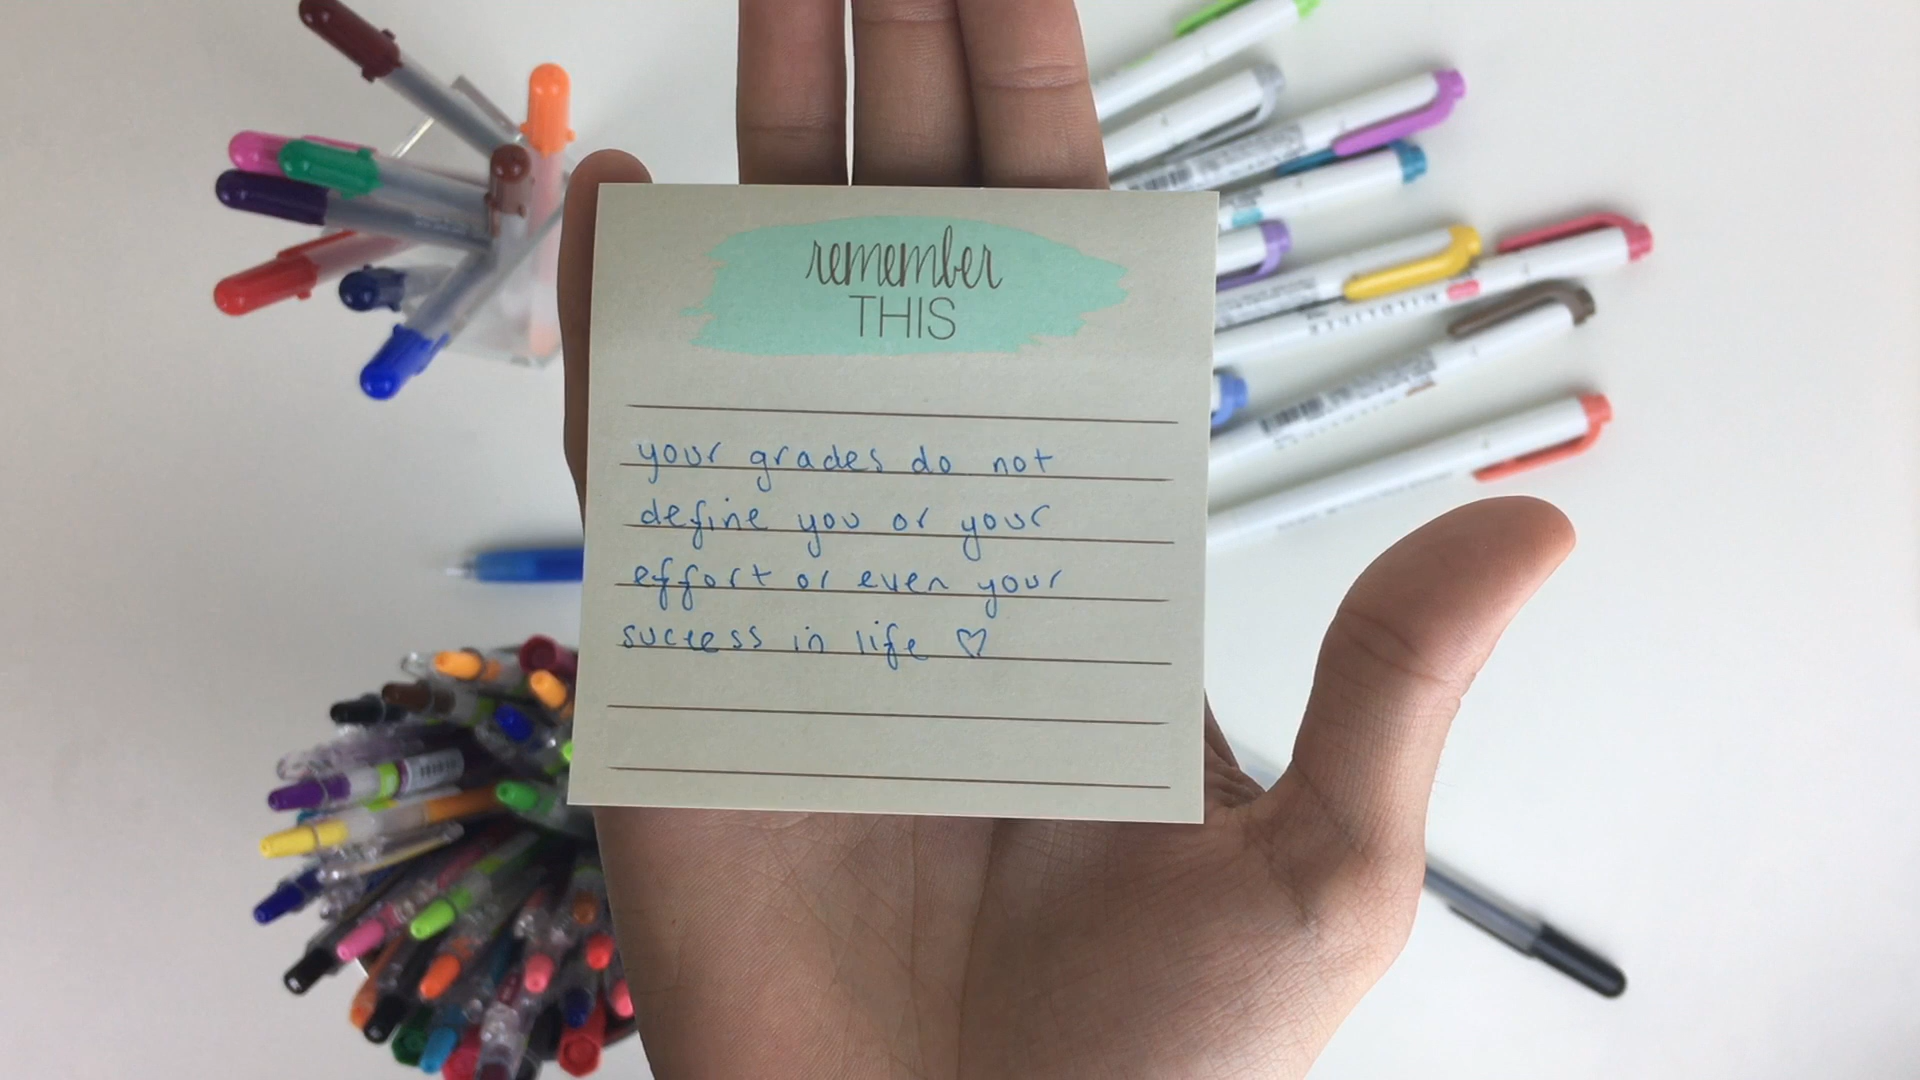 remember
THIS
your grades do not
define you or your
effort or even your
success in life ♡